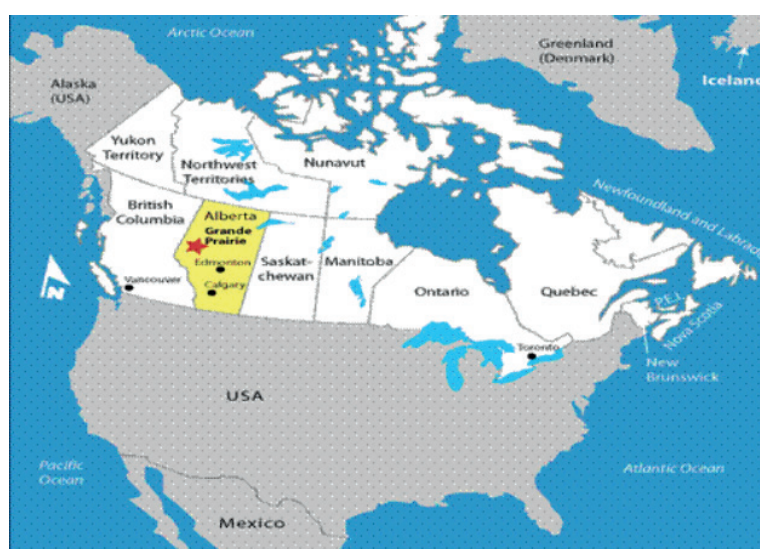 Arctic Ocean
Greenland
(Denmark)
Iceland
Alaska
(USA)
Yukon
Territory
Northwest
Territories
Nunavut
British
Columbia
Alberta
Grande
Prairie
Edmonton
Calgary
Vancouver
Saskat-
chewan
Manitoba
Ontario
Quebec
Newfoundland and Labrad
P.E.I.
Nova Scotia
New
Brunswick
Toronto
N
USA
Pacific
Ocean
Atlantic Ocean
Mexico